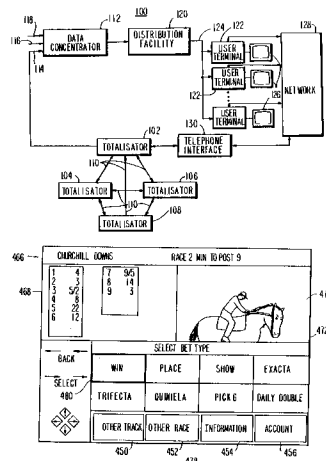 100
118
116
114
DATA CONCENTRATOR
112
DISTRIBUTION FACILITY
120
124
122
USER TERMINAL
USER TERMINAL
122
USER TERMINAL
126
128
NETWORK
130
TELEPHONE INTERFACE
102
TOTALISATOR
110
104
TOTALISATOR
106
TOTALISATOR
110
108
TOTALISATOR
466
CHURCHILL DOWNS
RACE 2 MIN TO POST 9
468
1 4
2 3
3 5/2
4 8
5 22
6 12
7 9/5
8 14
9 3
472
SELECT BET TYPE
BACK
SELECT
480
WIN
PLACE
SHOW
EXACTA
TRIFECTA
QUINIELA
PICK 6
DAILY DOUBLE
OTHER TRACK
OTHER RACE
INFORMATION
ACCOUNT
450
452
454
456